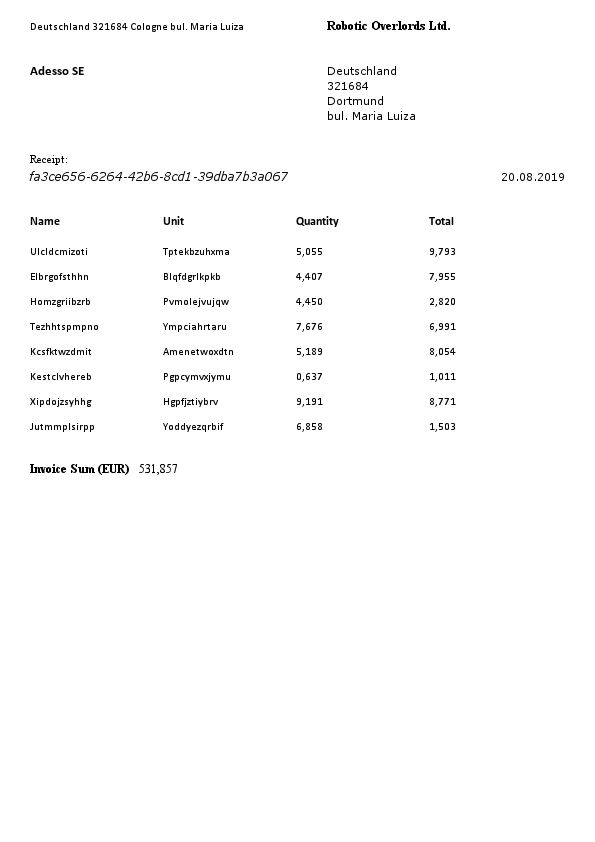 Deutschland 321684 Cologne bul. Maria Luiza
Robotic Overlords Ltd.
Adesso SE
Deutschland
321684
Dortmund
bul. Maria Luiza
Receipt:
fa3ce656-6264-42b6-8cd1-39dba7b3a067
20.08.2019
Name Unit Quantity Total
Ulcldcmizoti Tptekbzuhxma 5,055 9,793
Elbrgofsthhn Blqfdgrlkpkb 4,407 7,955
Homzgriibzrb Pvmolejvujqw 4,450 2,820
Tezhhtspmpno Ympciahrtaru 7,676 6,991
Kcsfktwzdmit Amenetwoxdtn 5,189 8,054
Kestclvhereb Pgpcymvxjymu 0,637 1,011
Xipdojzsyhhg Hgpfjztiybrv 9,191 8,771
Jutmmplsirpp Yoddyezqrbif 6,858 1,503
Invoice Sum (EUR) 531,857